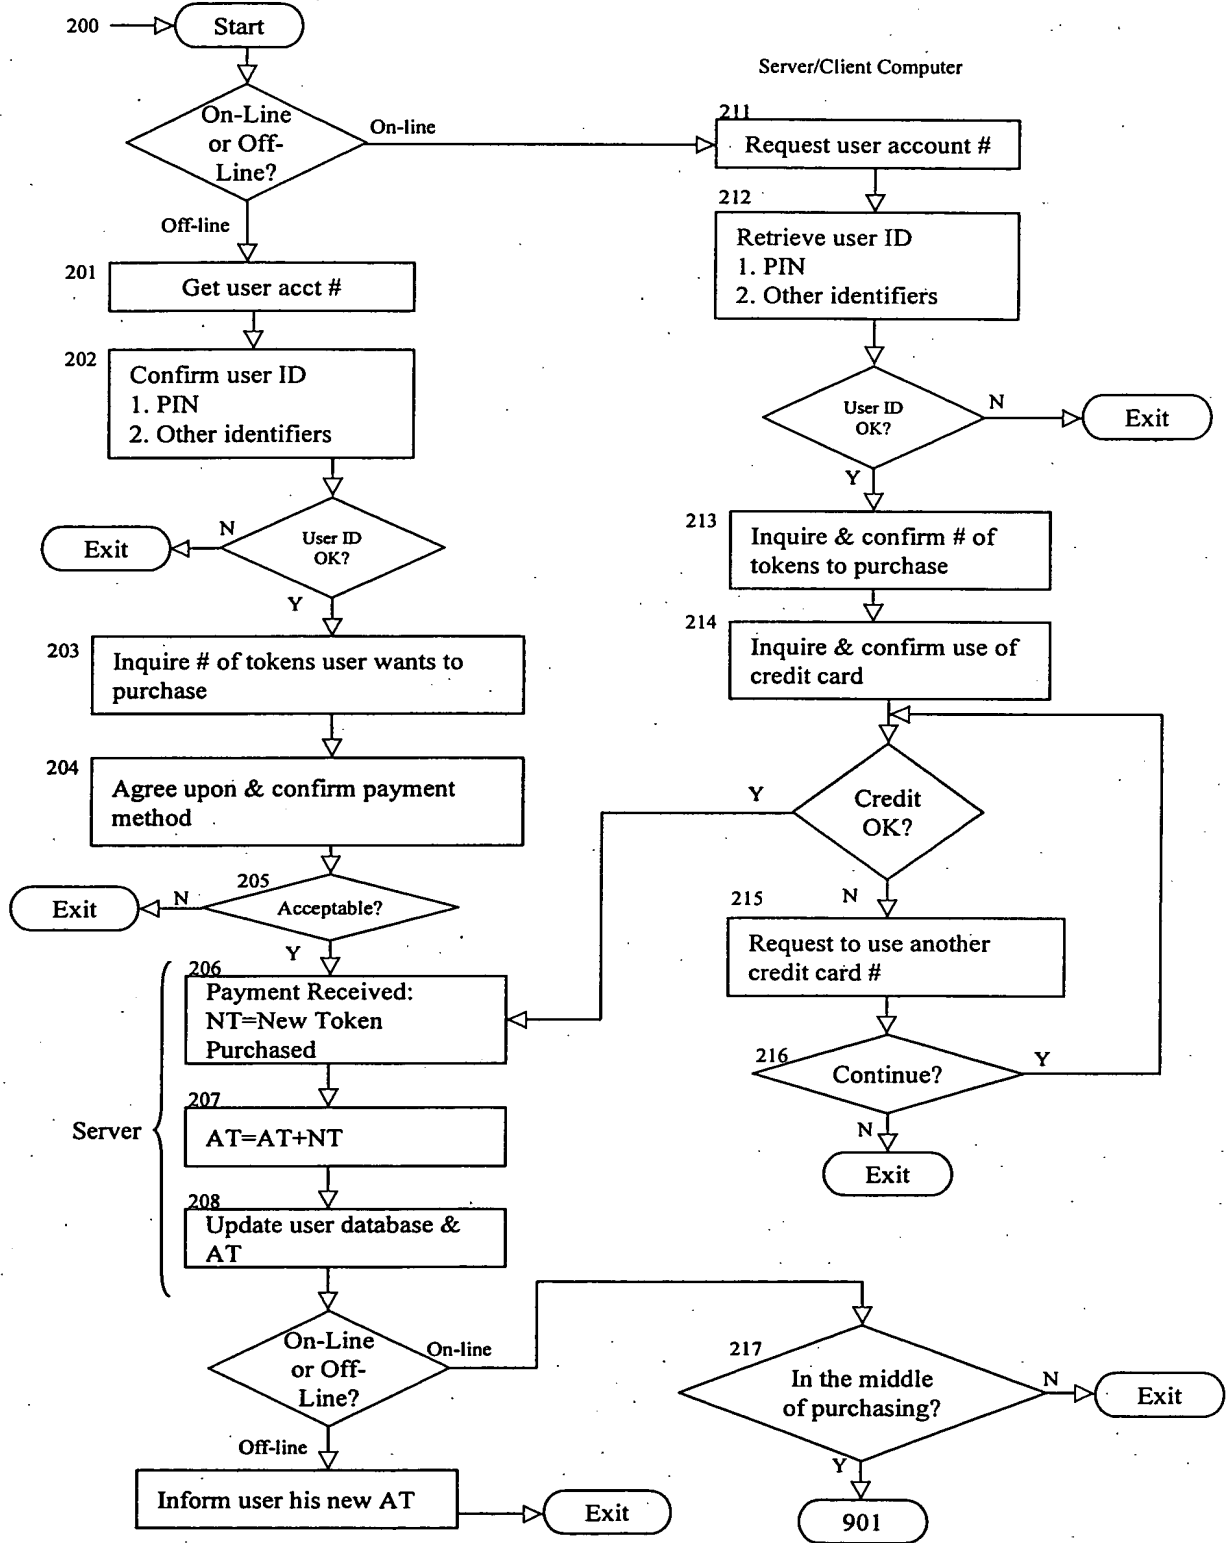 200
Start
Server/Client Computer
On-Line
or Off-
Line?
On-line
Off-line
211
Request user account #
212
Retrieve user ID
1. PIN
2. Other identifiers
201
Get user acct #
202
Confirm user ID
1. PIN
2. Other identifiers
User ID
OK?
N
Exit
Y
User ID
OK?
N
Exit
Y
213
Inquire & confirm # of
tokens to purchase
214
Inquire & confirm use of
credit card
203
Inquire # of tokens user wants to
purchase
204
Agree upon & confirm payment
method
Credit
OK?
Y
N
205
Acceptable?
N
Exit
Y
215
Request to use another
credit card #
216
Continue?
Y
N
Exit
Server
206
Payment Received:
NT=New Token
Purchased
207
AT=AT+NT
208
Update user database &
AT
On-Line
or Off-
Line?
On-line
Off-line
217
In the middle
of purchasing?
N
Exit
Y
901
Inform user his new AT
Exit